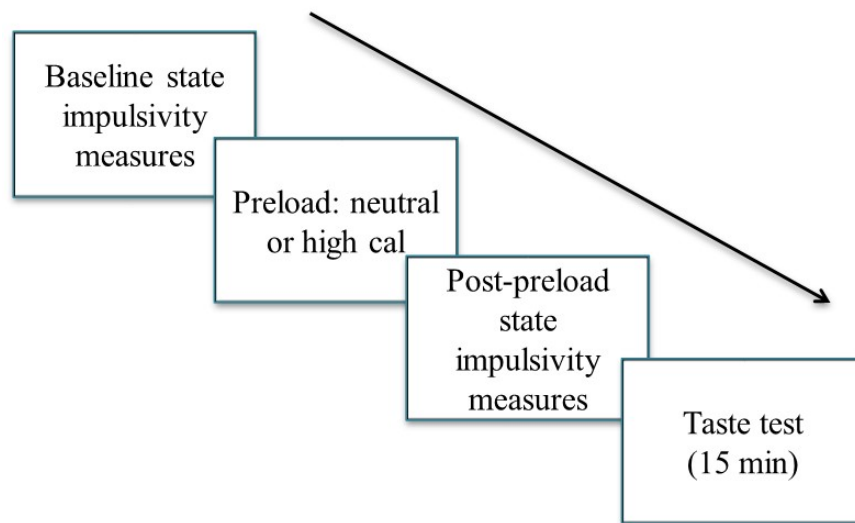 Baseline state
impulsivity
measures
Preload: neutral
or high cal
Post-preload
state
impulsivity
measures
Taste test
(15 min)